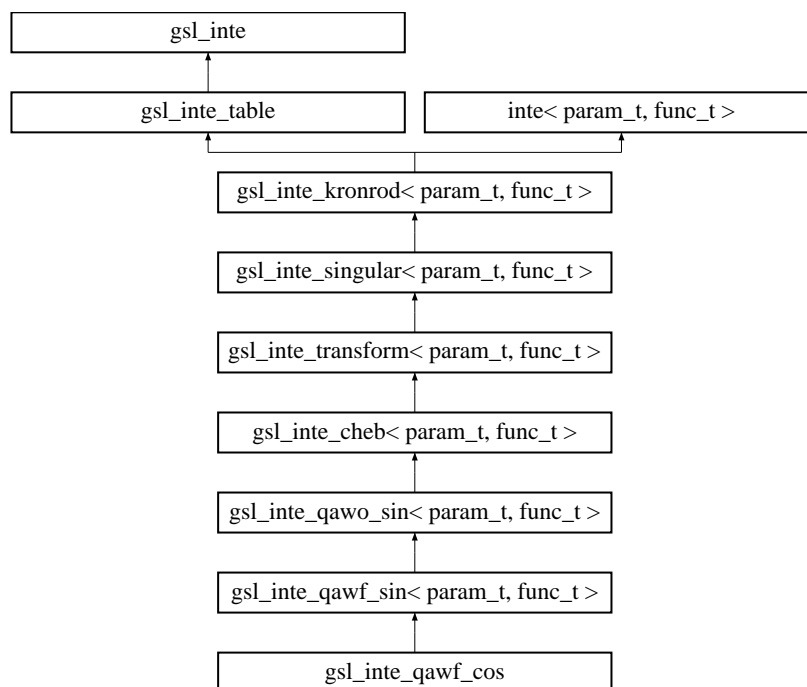 gsl_inte
gsl_inte_table
inte< param_t, func_t >
gsl_inte_kronrod< param_t, func_t >
gsl_inte_singular< param_t, func_t >
gsl_inte_transform< param_t, func_t >
gsl_inte_cheb< param_t, func_t >
gsl_inte_qawo_sin< param_t, func_t >
gsl_inte_qawf_sin< param_t, func_t >
gsl_inte_qawf_cos